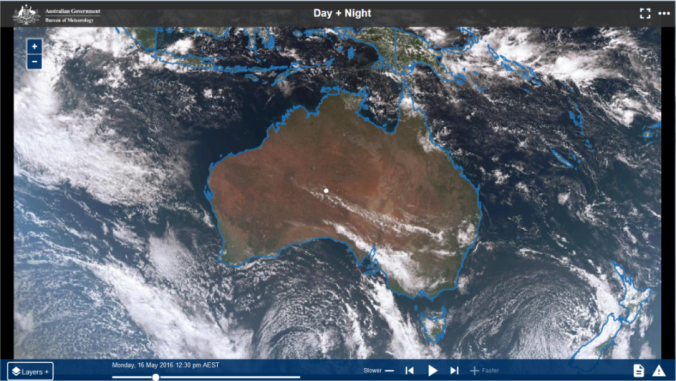 Australian Government
Bureau of Meteorology
Day + Night
+
−
Layers
Monday, 16 May 2016 12:30 pm AEST
Slower
Faster